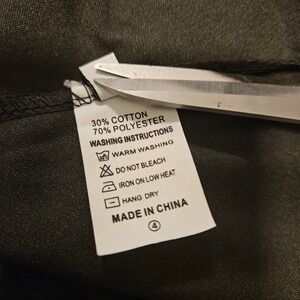 30% COTTON
70% POLYESTER
WASHING INSTRUCTIONS
WARM WASHING
DO NOT BLEACH
IRON ON LOW HEAT
HANG DRY
MADE IN CHINA
4